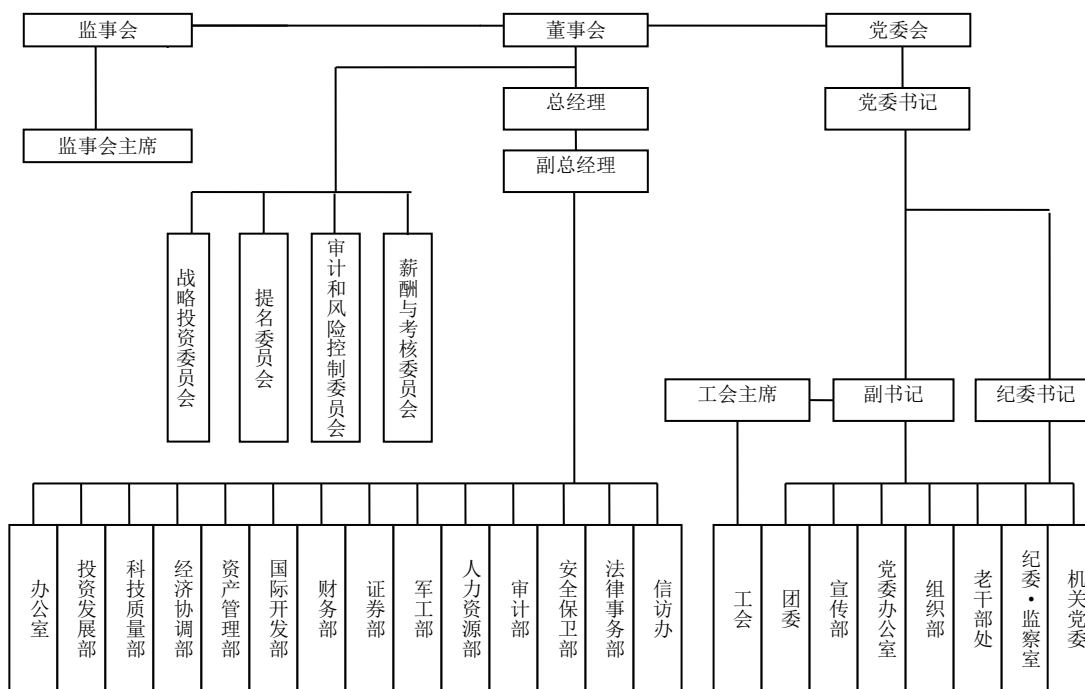 监事会
董事会
党委会
总经理
党委书记
监事会主席
副总经理
战略投资委员会
提名委员会
审计和风险控制委员会
薪酬与考核委员会
工会主席
副书记
纪委书记
办公室
投资发展部
科技质量部
经济协调部
资产管理部
国际开发部
财务部
证券部
军工部
人力资源部
审计部
安全保卫部
法律事务部
信访办
工会
团委
宣传部
党委办公室
组织部
老干部处
纪委·监察室
机关党委